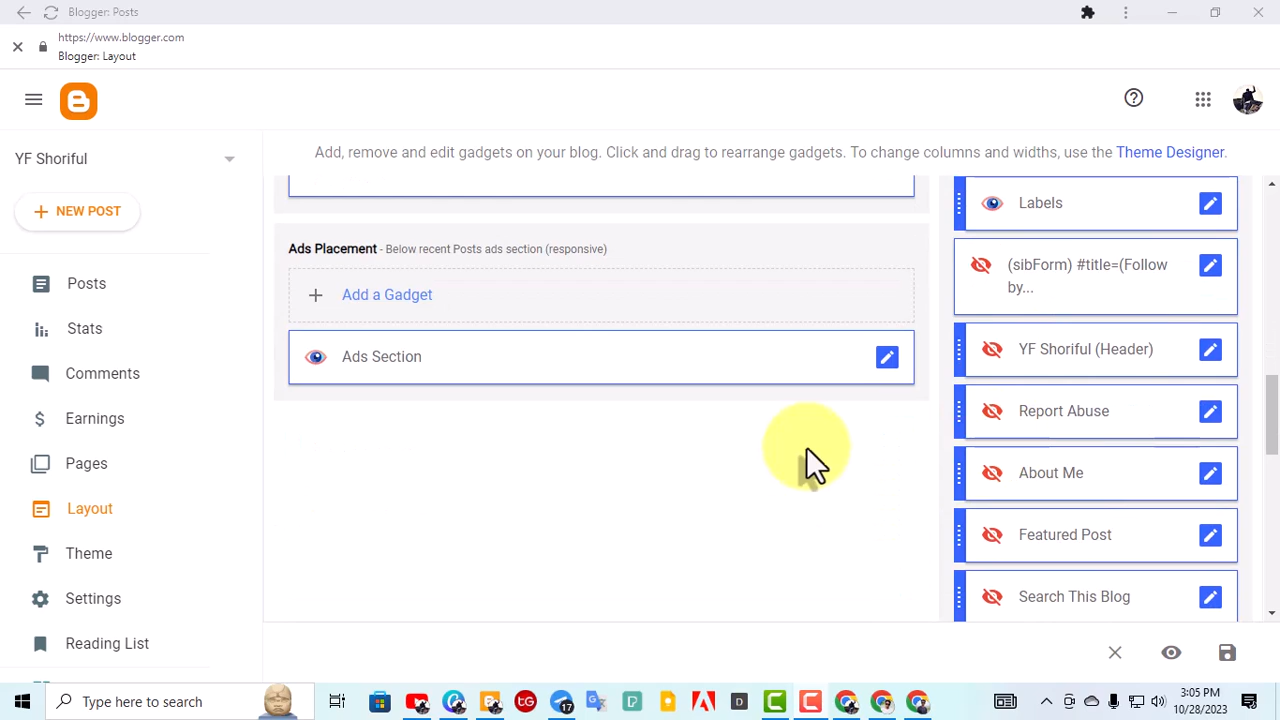 Blogger: Posts
https://www.blogger.com
Blogger: Layout
YF Shoriful
NEW POST
Posts
Stats
Comments
Earnings
Pages
Layout
Theme
Settings
Reading List
Add, remove and edit gadgets on your blog. Click and drag to rearrange gadgets. To change columns and widths, use the Theme Designer.
Ads Placement - Below recent Posts ads section (responsive)
Add a Gadget
Ads Section
Labels
(sibForm) #title=(Follow
by...
YF Shoriful (Header)
Report Abuse
About Me
Featured Post
Search This Blog
Type here to search
tG
17
D
3:05 PM
10/28/2023